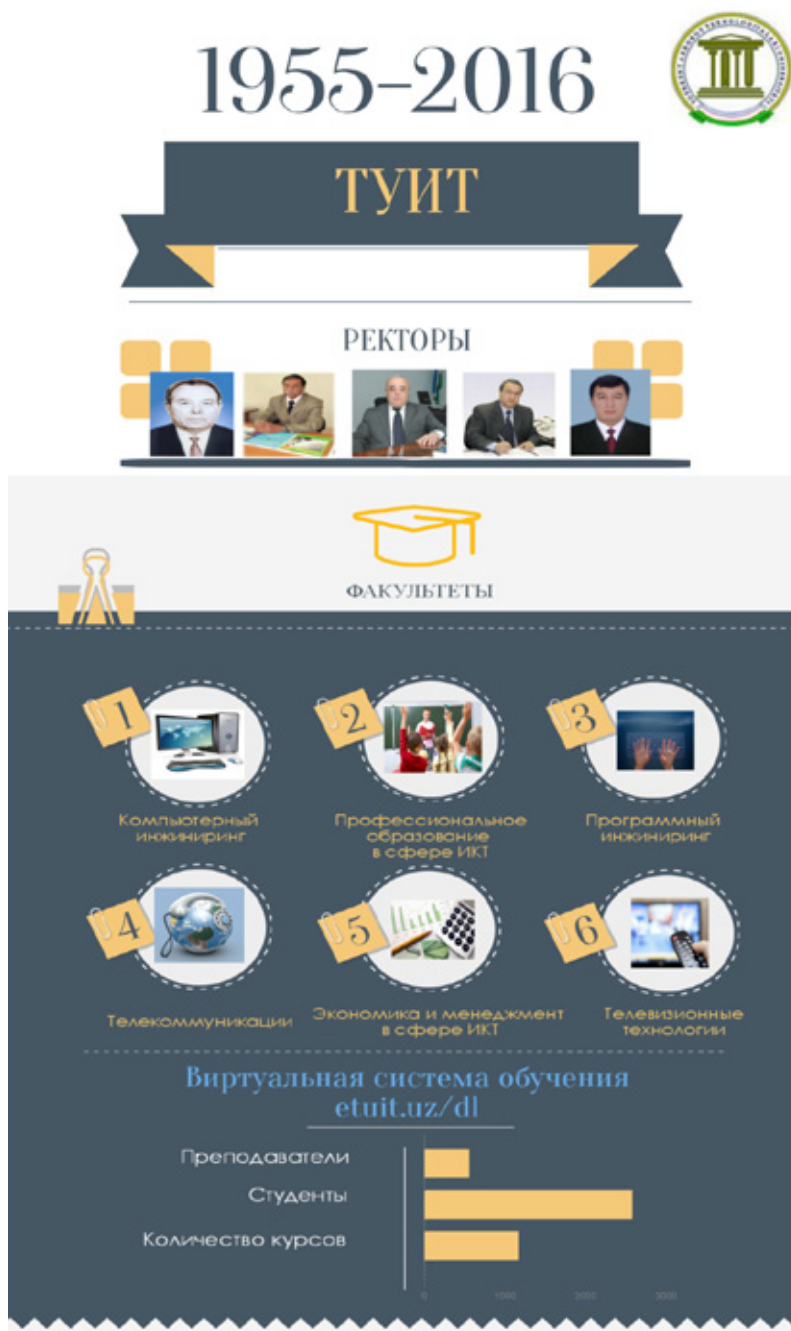 1955-2016
ТУИТ
РЕКТОРЫ
ФАКУЛЬТЕТЫ
1
Компьютерный
инжиниринг
2
Профессиональное
образование
в сфере ИКТ
3
Программный
инжиниринг
4
Телекоммуникации
5
Экономика и менеджмент
в сфере ИКТ
6
Телевизионные
технологии
Виртуальная система обучения
etuit.uz/dl
Преподаватели
Студенты
Количество курсов
0 1000 2000 3000